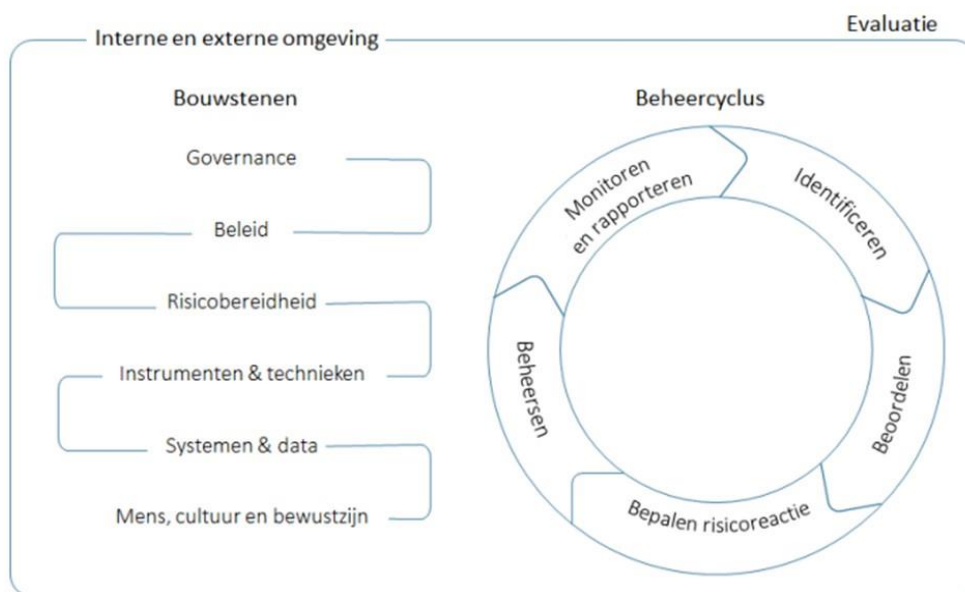 Evaluatie
Interne en externe omgeving
Bouwstenen
Governance
Beleid
Risicobereidheid
Instrumenten & technieken
Systemen & data
Mens, cultuur en bewustzijn
Beheercyclus
Identificeren
Beoordelen
Bepalen risicoreactie
Beheersen
Monitoren
en rapporteren